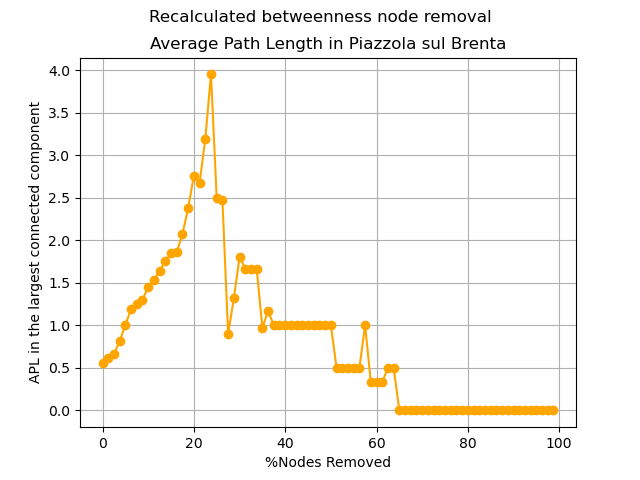 Recalculated betweenness node removal
Average Path Length in Piazzola sul Brenta
4.0
3.5
3.0
2.5
2.0
1.5
1.0
0.5
0.0
APL in the largest connected component
0 20 40 60 80 100
%Nodes Removed